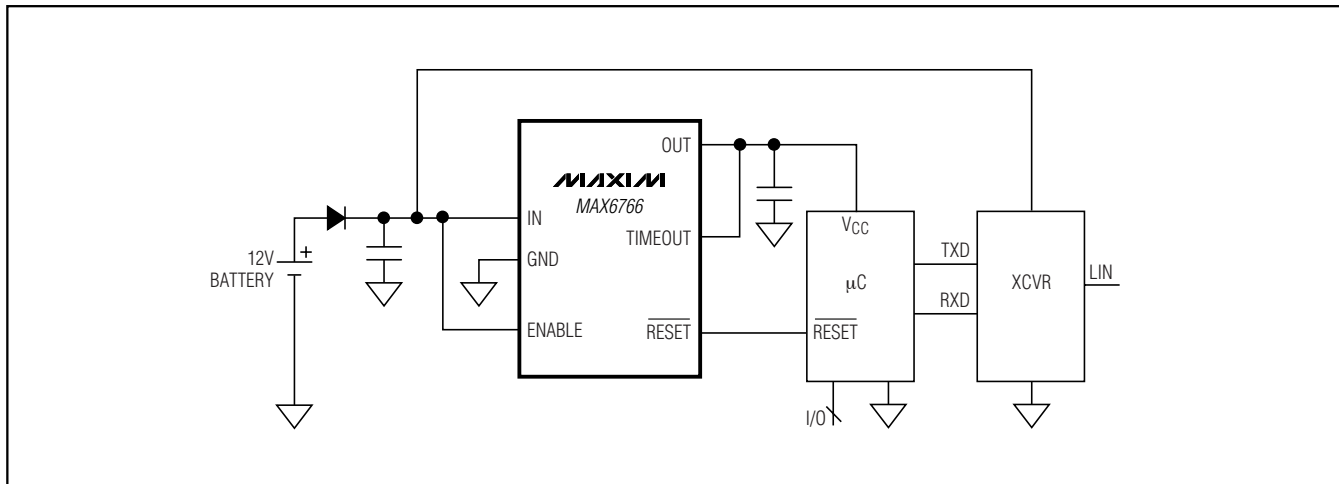 OUT
MAXIM
MAX6766
IN
TIMEOUT
VCC
12V
BATTERY
+
GND
TXD
µC
XCVR
LIN
RXD
ENABLE
RESET
RESET
I/O